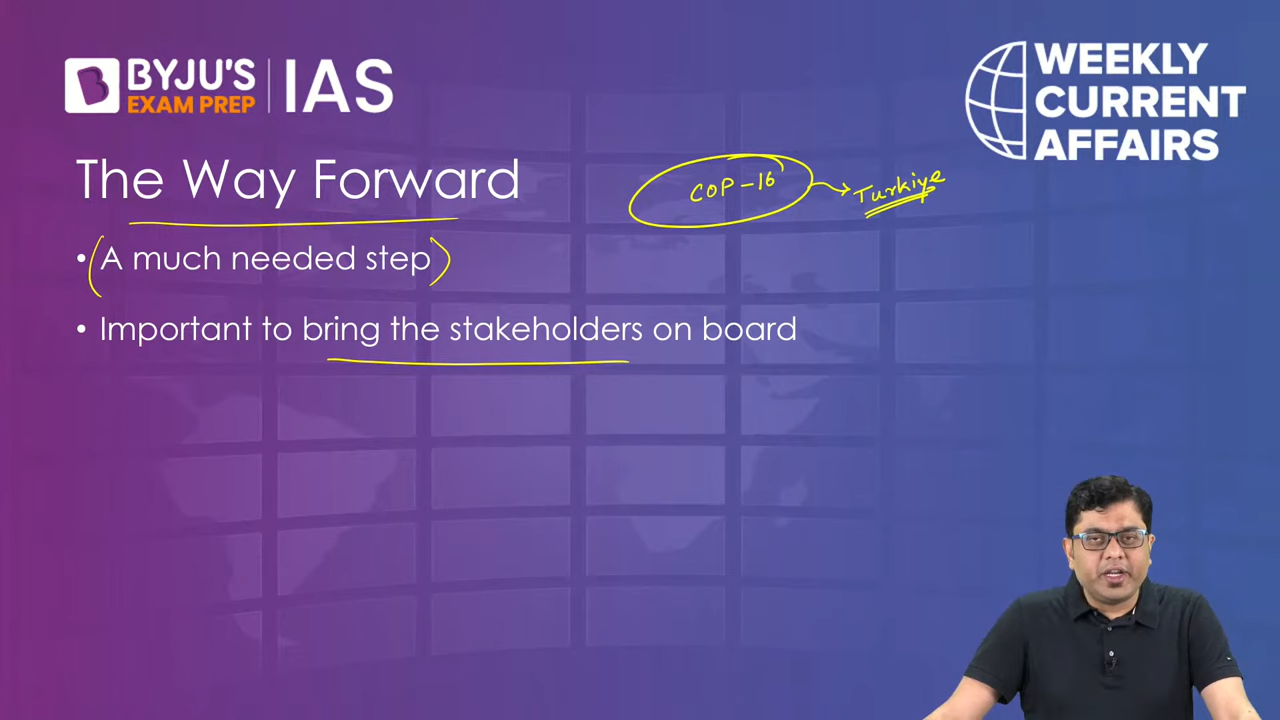 BYJU'S
EXAM PREP
IAS
WEEKLY
CURRENT
AFFAIRS
The Way Forward
COP-16
Turkiye
• A much needed step
• Important to bring the stakeholders on board